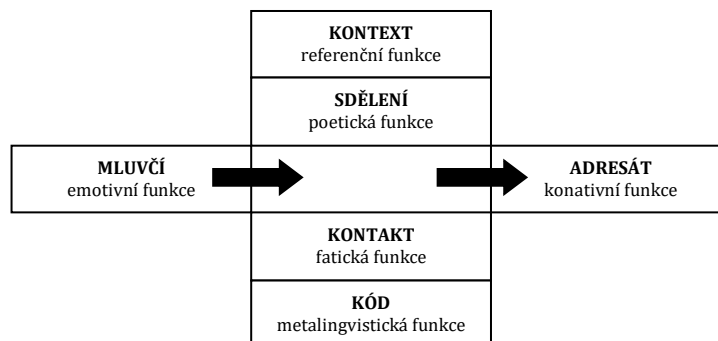 KONTEXT
referenční funkce
SDĚLENÍ
poetická funkce
MLUVČÍ
emotivní funkce
ADRESÁT
konativní funkce
KONTAKT
fatická funkce
KÓD
metalingvistická funkce